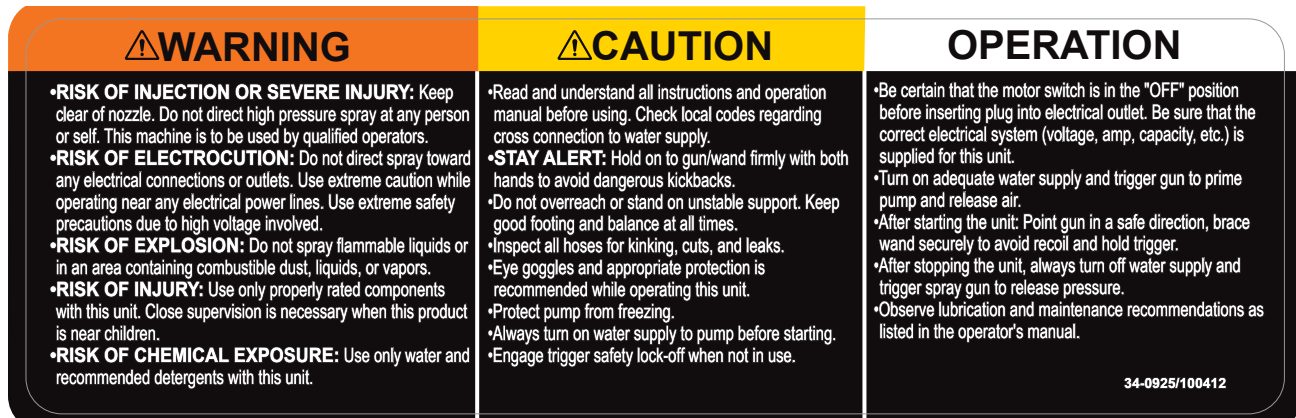 ⚠WARNING
•RISK OF INJECTION OR SEVERE INJURY: Keep
clear of nozzle. Do not direct high pressure spray at any person
or self. This machine is to be used by qualified operators.
•RISK OF ELECTROCUTION: Do not direct spray toward
any electrical connections or outlets. Use extreme caution while
operating near any electrical power lines. Use extreme safety
precautions due to high voltage involved.
•RISK OF EXPLOSION: Do not spray flammable liquids or
in an area containing combustible dust, liquids, or vapors.
•RISK OF INJURY: Use only properly rated components
with this unit. Close supervision is necessary when this product
is near children.
•RISK OF CHEMICAL EXPOSURE: Use only water and
recommended detergents with this unit.
⚠CAUTION
•Read and understand all instructions and operation
manual before using. Check local codes regarding
cross connection to water supply.
•STAY ALERT: Hold on to gun/wand firmly with both
hands to avoid dangerous kickbacks.
•Do not overreach or stand on unstable support. Keep
good footing and balance at all times.
•Inspect all hoses for kinking, cuts, and leaks.
•Eye goggles and appropriate protection is
recommended while operating this unit.
•Protect pump from freezing.
•Always turn on water supply to pump before starting.
•Engage trigger safety lock-off when not in use.
OPERATION
•Be certain that the motor switch is in the "OFF" position
before inserting plug into electrical outlet. Be sure that the
correct electrical system (voltage, amp, capacity, etc.) is
supplied for this unit.
•Turn on adequate water supply and trigger gun to prime
pump and release air.
•After starting the unit: Point gun in a safe direction, brace
wand securely to avoid recoil and hold trigger.
•After stopping the unit, always turn off water supply and
trigger spray gun to release pressure.
•Observe lubrication and maintenance recommendations as
listed in the operator's manual.
34-0925/100412